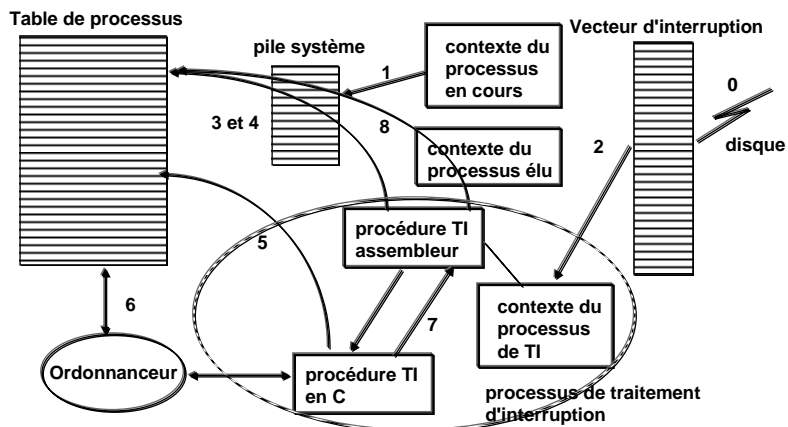 Table de processus
Vecteur d'interruption
pile système
contexte du
processus
en cours
1
0
3 et 4
8
contexte du
processus élu
2
disque
procédure TI
assembleur
5
6
7
contexte du
processus
de TI
Ordonnanceur
procédure TI
en C
processus de traitement
d'interruption